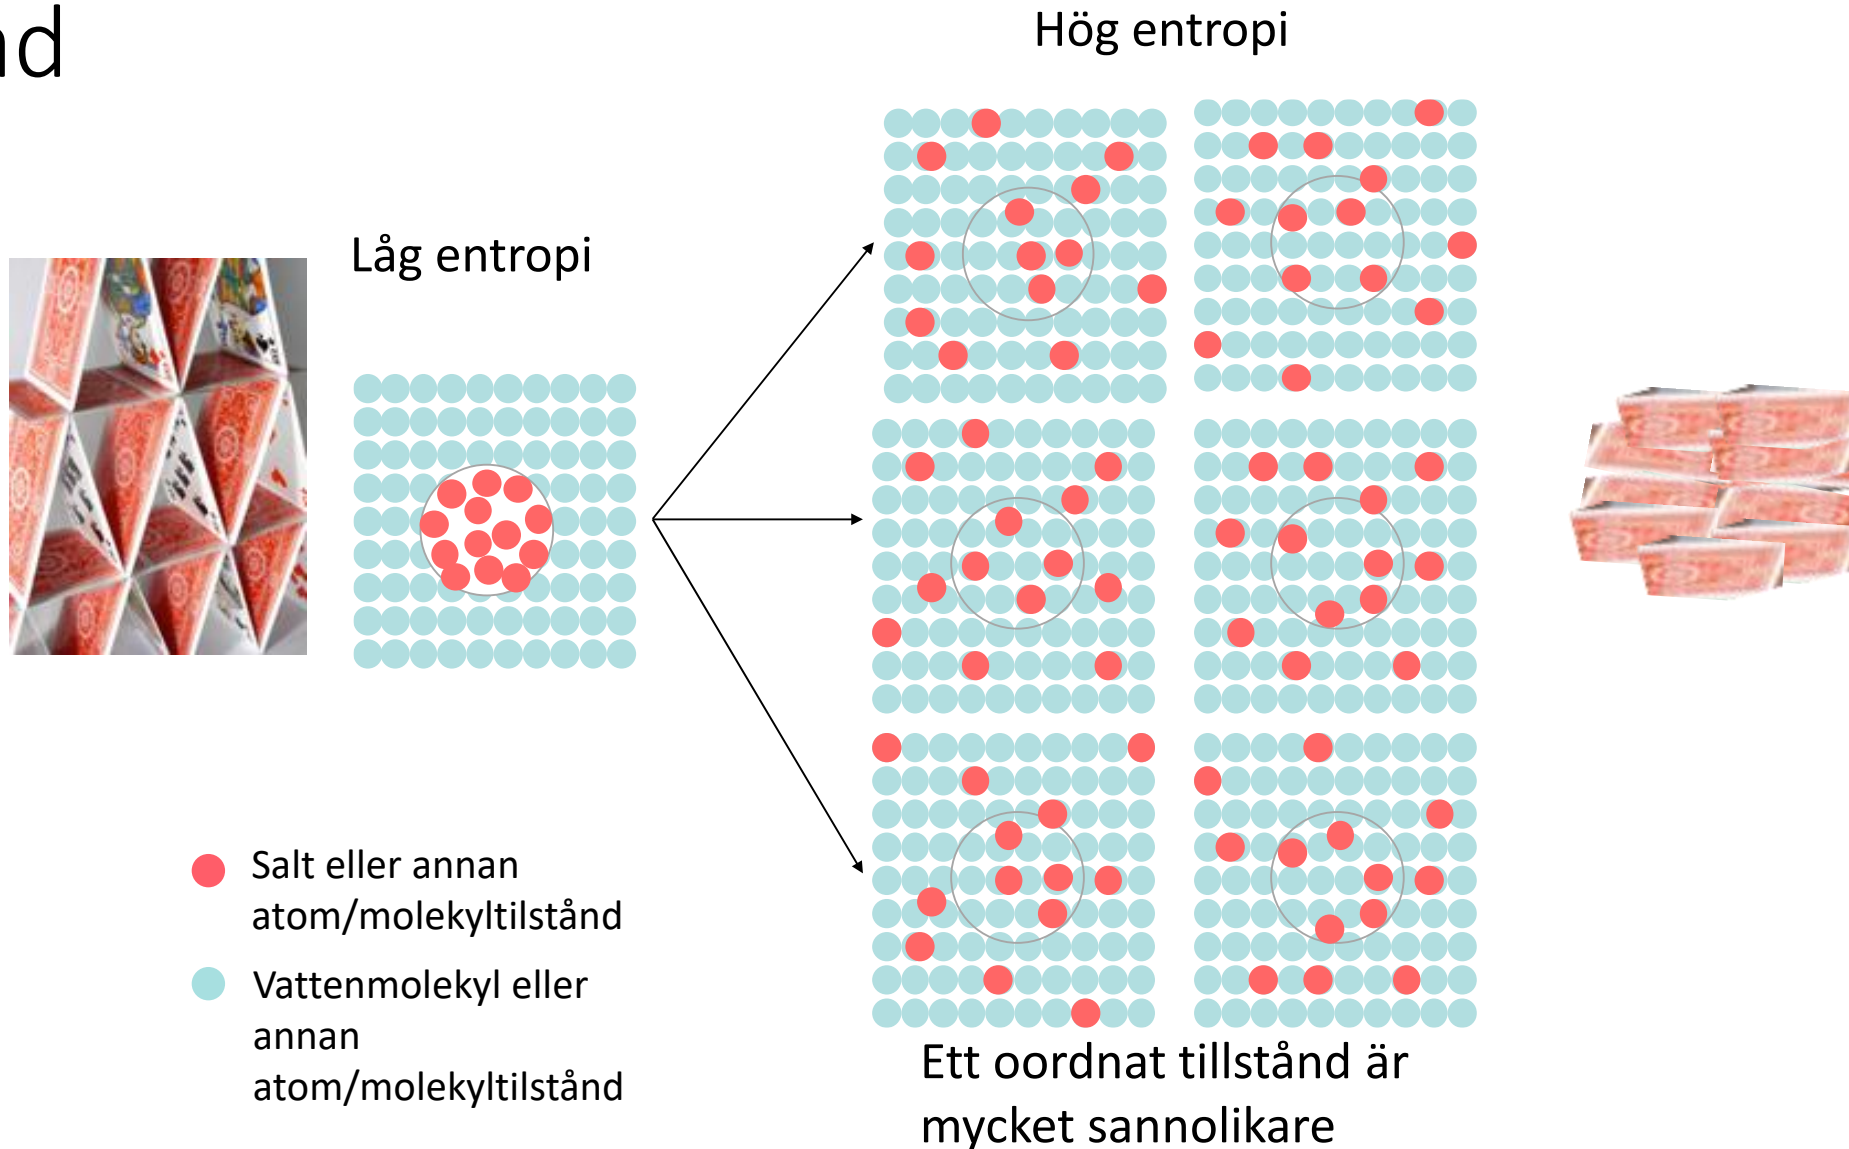 nd
Hög entropi
Låg entropi
Salt eller annan
atom/molekyltilstånd
Vattenmolekyl eller
annan
atom/molekyltilstånd
Ett oordnat tillstånd är
mycket sannolikare